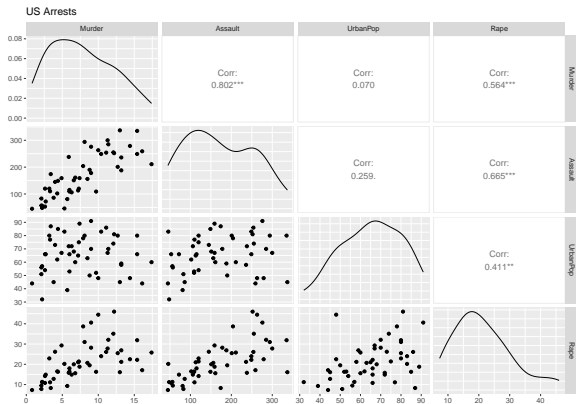 US Arrests
Murder
Assault
UrbanPop
Rape
0.08
0.06
0.04
0.02
0.00
Corr:
0.802***
Corr:
0.070
Corr:
0.564***
Murder
300
200
100
Corr:
0.259.
Corr:
0.665***
Assault
90
80
70
60
50
40
30
Corr:
0.411**
UrbanPop
40
30
20
10
Rape
0 5 10 15
100 200 300
30 40 50 60 70 80 90
10 20 30 40